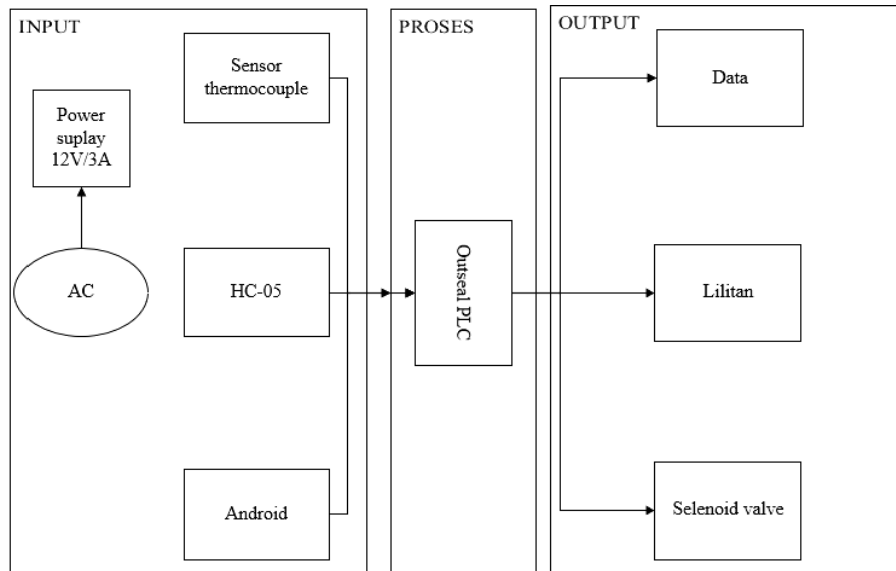 INPUT
Sensor
thermocouple
Power
suplay
12V/3A
AC
HC-05
Android
PROSES
Outseal PLC
OUTPUT
Data
Lilitan
Selenoid valve